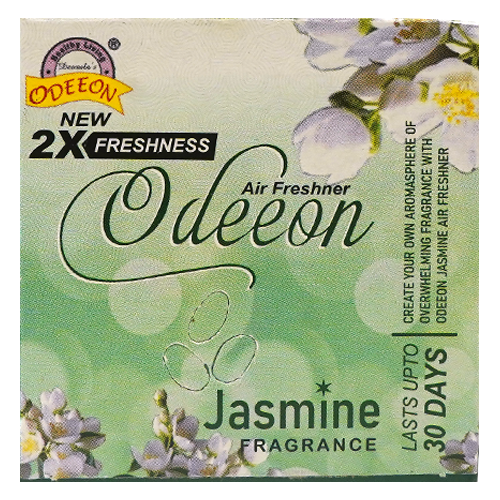 Healthy Living
®
Devmile's
ODEEON
NEW
2X FRESHNESS
Air Freshner
Odeeon
CREATE YOUR OWN AROMASPHERE OF
OVERWHELMING FRAGRANCE WITH
ODEEON JASMINE AIR FRESHNER
LASTS UPTO
30 DAYS
Jasmine
FRAGRANCE